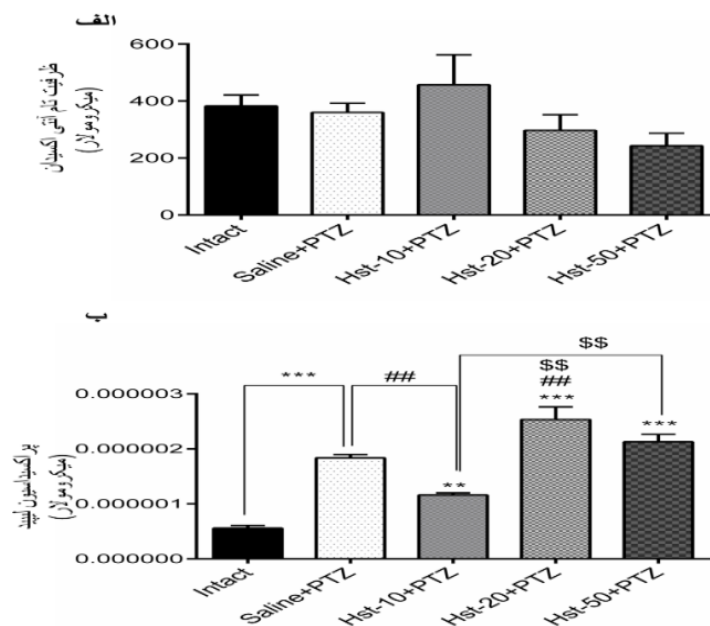 الف
ظرفیت تام آنتی اکسیدان
(میکرومولار)
600
400
200
0
Intact
Saline+PTZ
Hst-10+PTZ
Hst-20+PTZ
Hst-50+PTZ
ب
پراکسیداسیون لیپید
(میکرومولار)
0.000003
0.000002
0.000001
0.000000
***
##
**
$$
$$
##
***
***
Intact
Saline+PTZ
Hst-10+PTZ
Hst-20+PTZ
Hst-50+PTZ